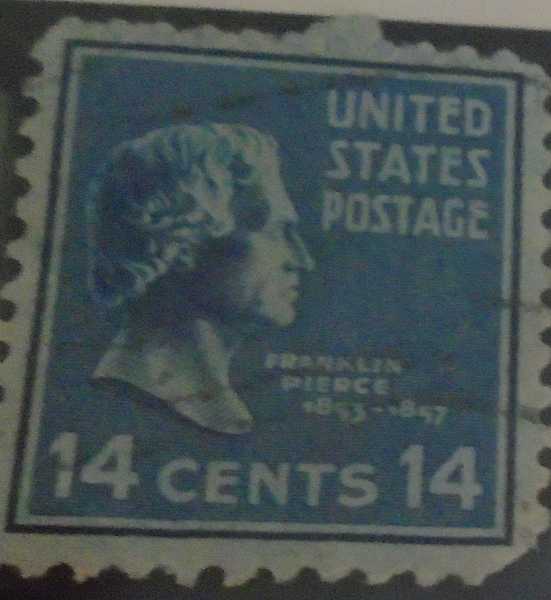 UNITED
STATES
POSTAGE
FRANKLIN
PIERCE
1853-1857
14 CENTS 14